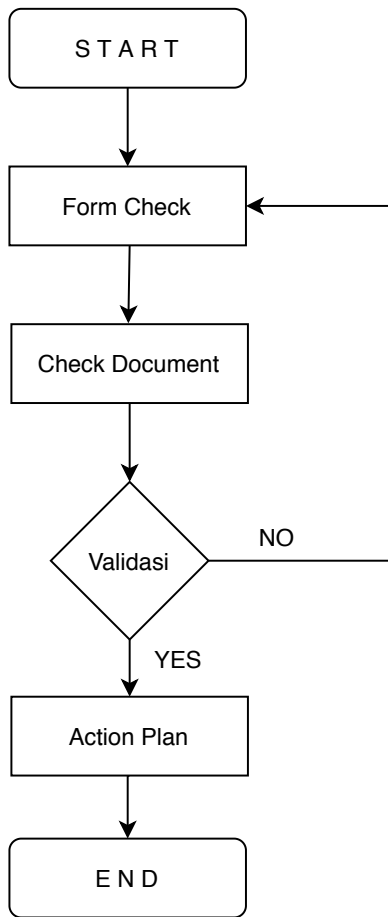 S T A R T
Form Check
Check Document
Validasi
NO
YES
Action Plan
E N D